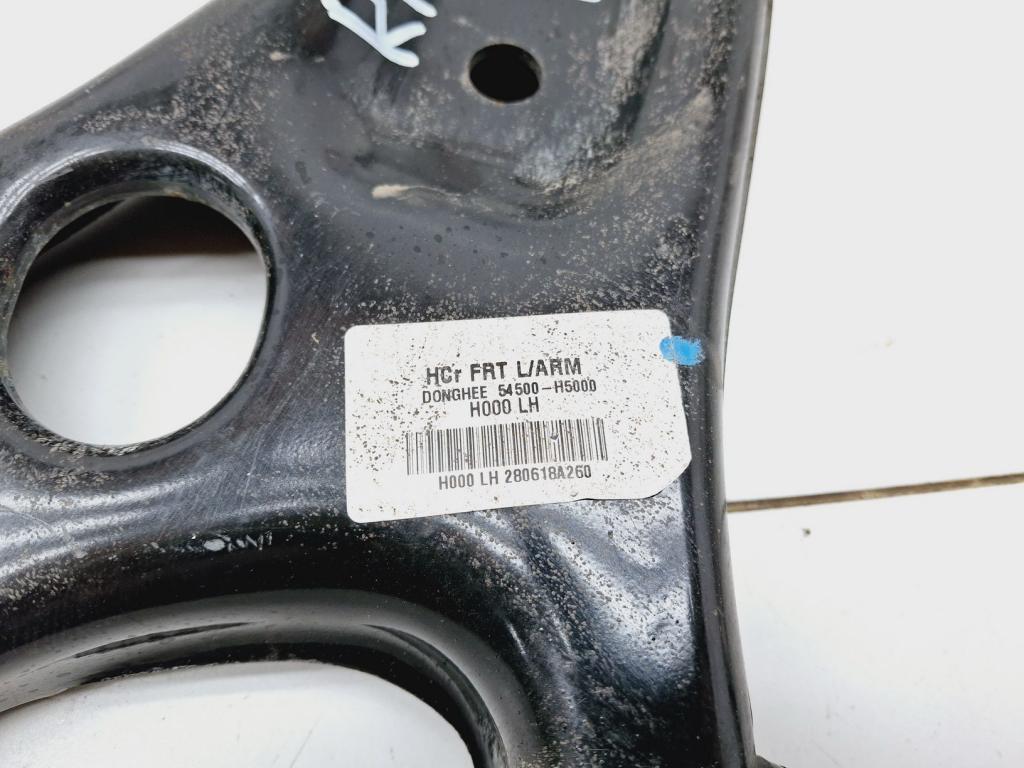 HCr FRT L/ARM
DONGHEE 54500-H5000
H000 LH
H000 LH 280618A260